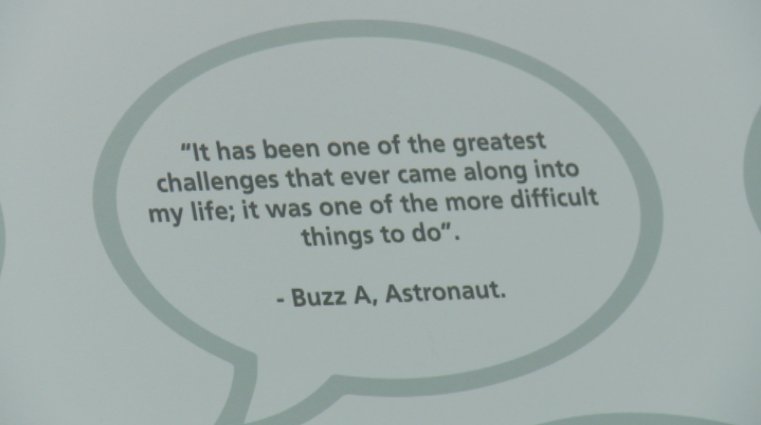 “It has been one of the greatest
challenges that ever came along into
my life; it was one of the more difficult
things to do”.
- Buzz A, Astronaut.